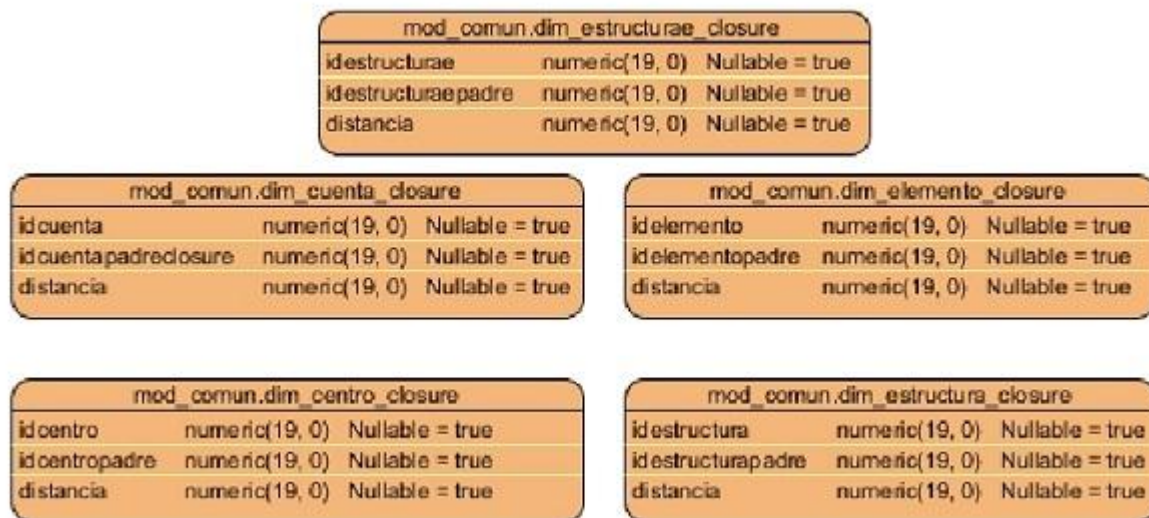 mod_comun.dim_estructurae_closure
idestructurae numeric(19, 0) Nullable = true
idestructuraepadre numeric(19, 0) Nullable = true
distancia numeric(19, 0) Nullable = true
mod_comun.dim_cuenta_closure
idcuenta numeric(19, 0) Nullable = true
idcuentapadreclosure numeric(19, 0) Nullable = true
distancia numeric(19, 0) Nullable = true
mod_comun.dim_elemento_closure
idelemento numeric(19, 0) Nullable = true
idelementopadre numeric(19, 0) Nullable = true
distancia numeric(19, 0) Nullable = true
mod_comun.dim_centro_closure
idcentro numeric(19, 0) Nullable = true
idcentropadre numeric(19, 0) Nullable = true
distancia numeric(19, 0) Nullable = true
mod_comun.dim_estructura_closure
idestructura numeric(19, 0) Nullable = true
idestructurapadre numeric(19, 0) Nullable = true
distancia numeric(19, 0) Nullable = true